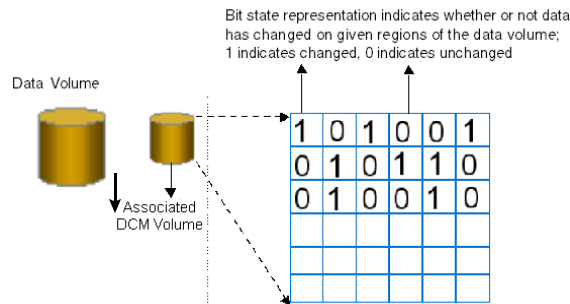 Bit state representation indicates whether or not data
has changed on given regions of the data volume;
1 indicates changed, 0 indicates unchanged
Data Volume
Associated
DCM Volume
1 0 1 0 0 1
0 1 0 1 1 0
0 1 0 0 1 0